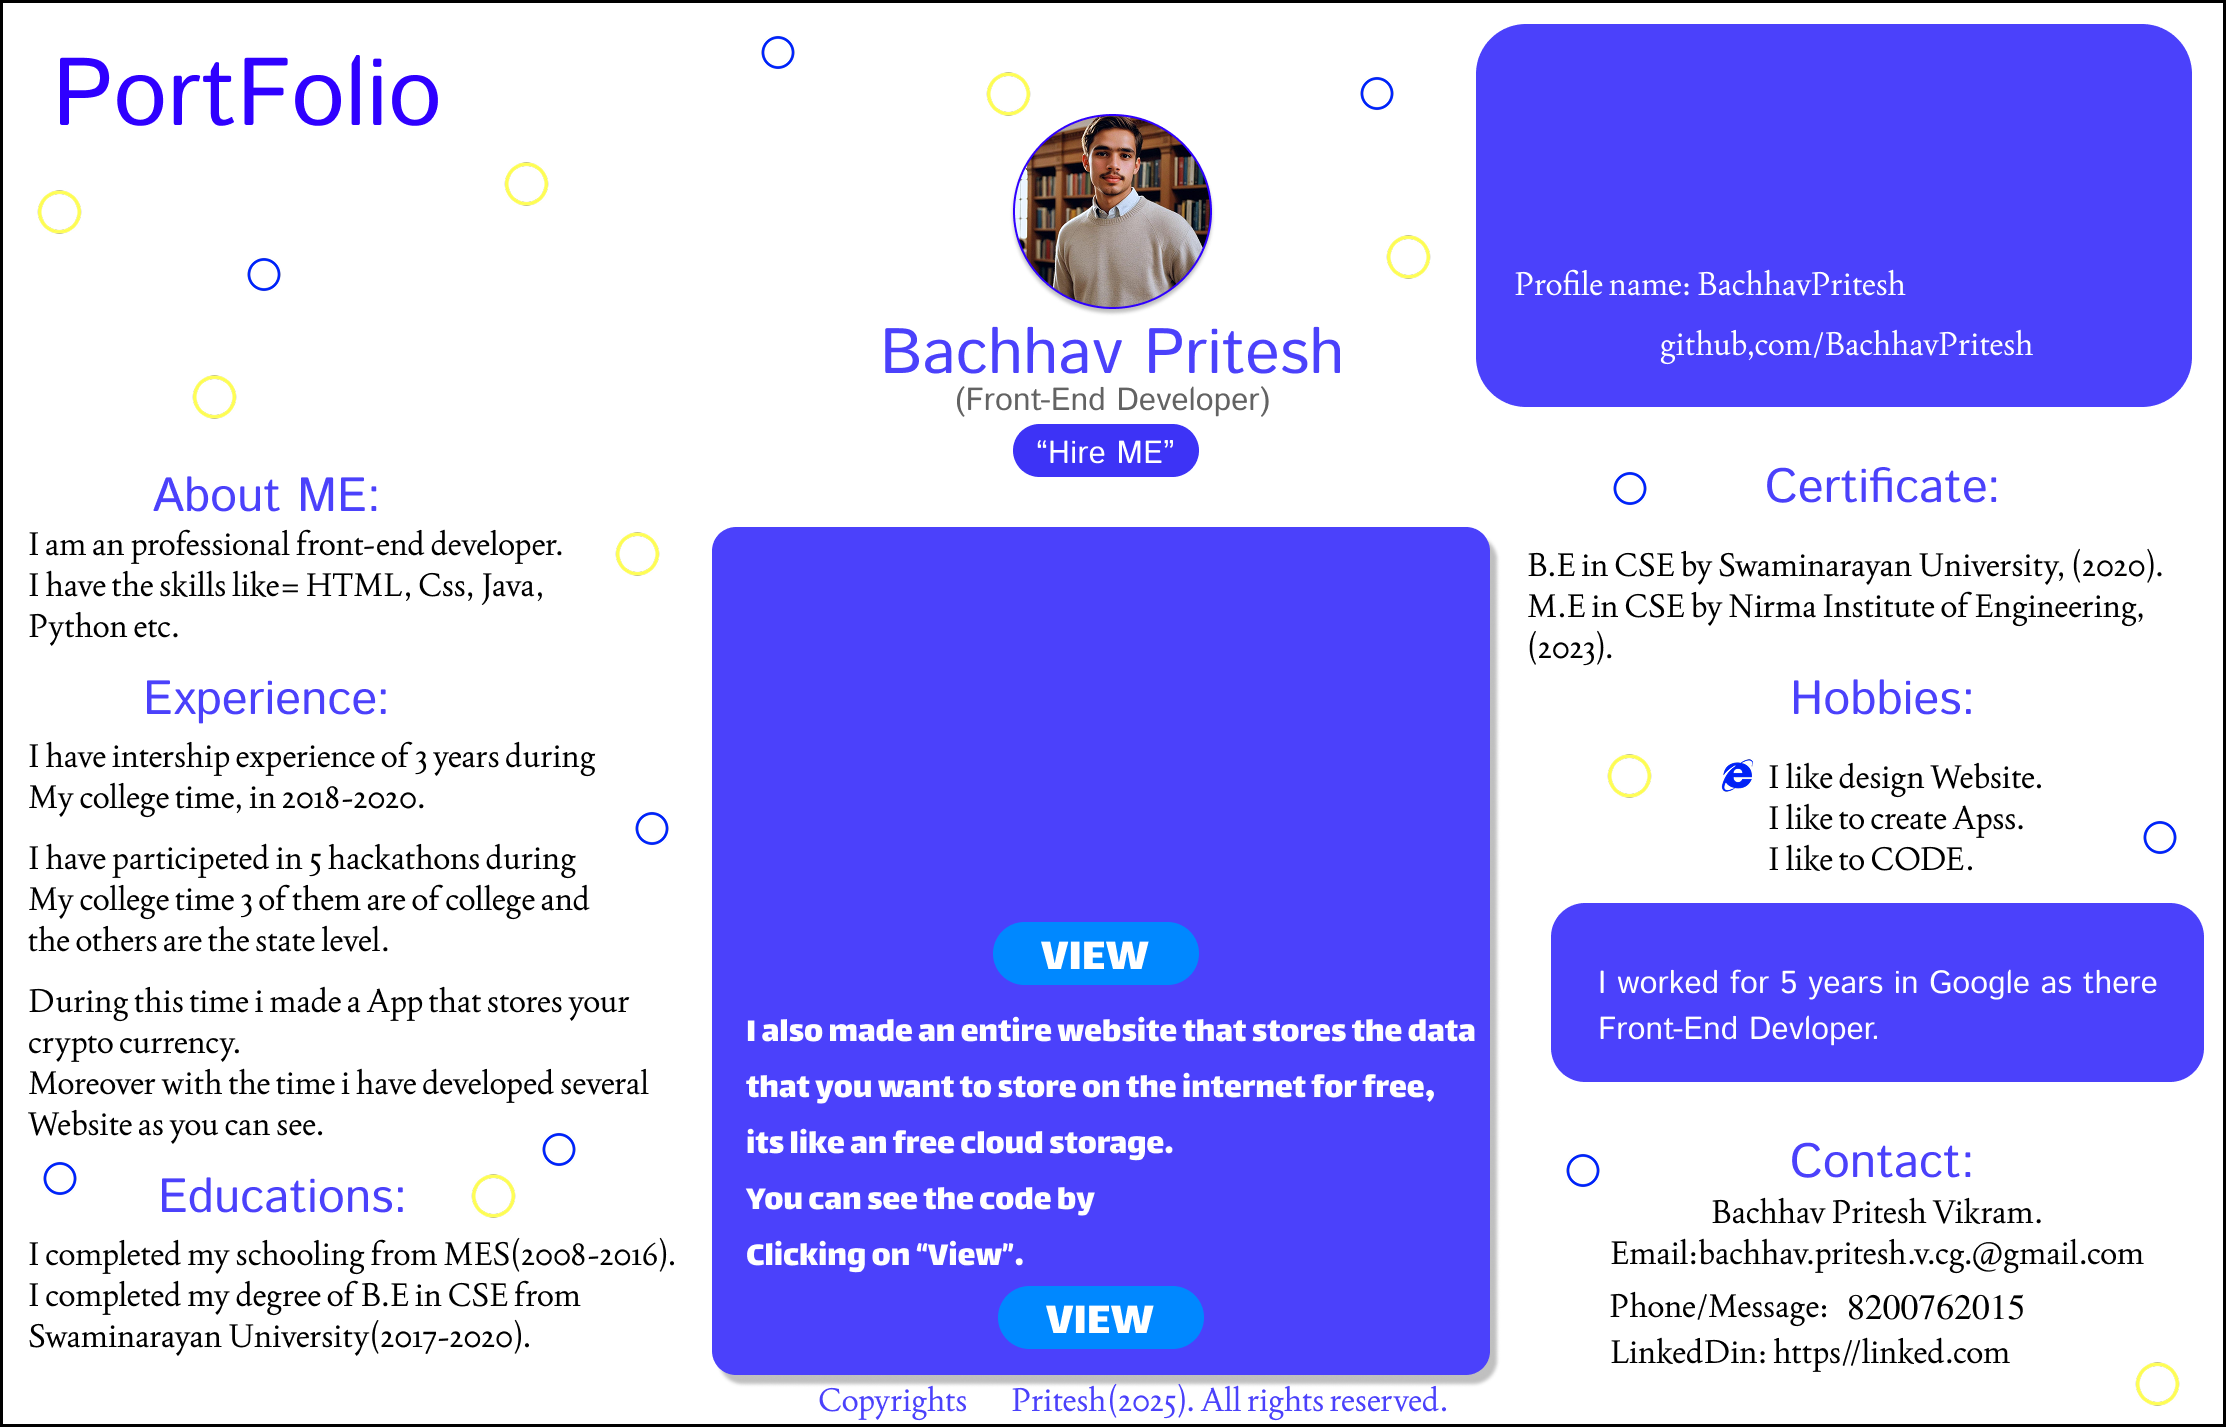 PortFolio
Bachhav Pritesh
(Front-End Developer)
“Hire ME”
Profile name: BachhavPritesh
github,com/BachhavPritesh
About ME:
I am an professional front-end developer.
I have the skills like= HTML, Css, Java,
Python etc.
Experience:
I have intership experience of 3 years during
My college time, in 2018-2020.
I have participeted in 5 hackathons during
My college time 3 of them are of college and
the others are the state level.
During this time i made a App that stores your
crypto currency.
Moreover with the time i have developed several
Website as you can see.
Educations:
I completed my schooling from MES(2008-2016).
I completed my degree of B.E in CSE from
Swaminarayan University(2017-2020).
VIEW
I also made an entire website that stores the data
that you want to store on the internet for free,
its like an free cloud storage.
You can see the code by
Clicking on “View”.
VIEW
Copyrights Pritesh(2025). All rights reserved.
Certificate:
B.E in CSE by Swaminarayan University, (2020).
M.E in CSE by Nirma Institute of Engineering,
(2023).
Hobbies:
I like design Website.
I like to create Apss.
I like to CODE.
I worked for 5 years in Google as there
Front-End Devloper.
Contact:
Bachhav Pritesh Vikram.
Email:bachhav.pritesh.v.cg.@gmail.com
Phone/Message: 8200762015
LinkedDin: https//linked.com